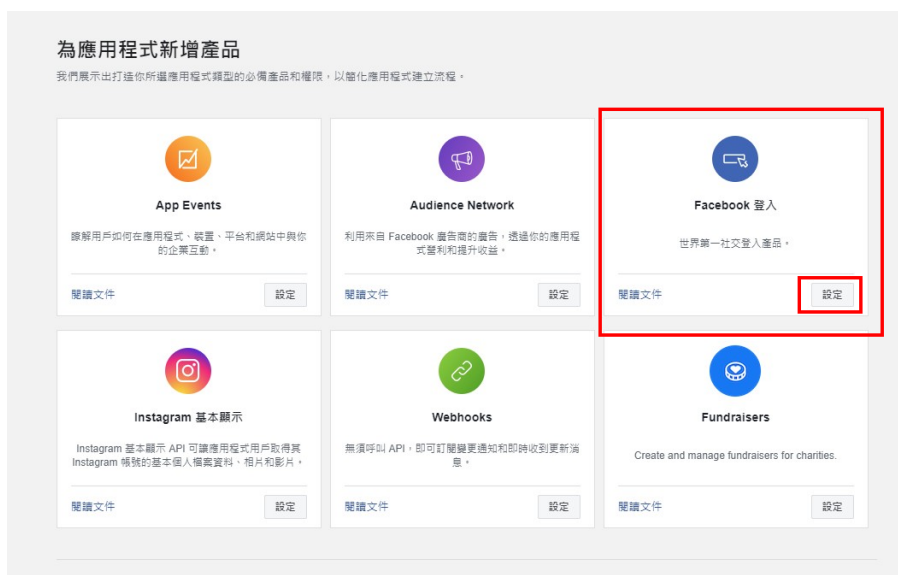 為應用程式新增產品
我們展示出打造你所選應用程式類型的必備產品和權限，以簡化應用程式建立流程。
App Events
瞭解用戶如何在應用程式、裝置、平台和網站中與你
的企業互動。
閱讀文件
設定
Audience Network
利用來自 Facebook 廣告商的廣告，透過你的應用程
式營利和提升收益。
閱讀文件
設定
Facebook 登入
世界第一社交登入產品。
閱讀文件
設定
Instagram 基本顯示
Instagram 基本顯示 API 可讓應用程式用戶取得其
Instagram 帳號的基本個人檔案資料、相片和影片。
閱讀文件
設定
Webhooks
無須呼叫 API，即可訂閱變更通知和即時收到更新消
息。
閱讀文件
設定
Fundraisers
Create and manage fundraisers for charities.
閱讀文件
設定